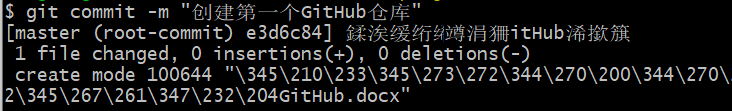 $ git commit -m "创建第一个GitHub仓库"
[master (root-commit) e3d6c84] 鍒涘缓绗竴涓狦itHub浠撳簱
1 file changed, 0 insertions(+), 0 deletions(-)
create mode 100644 "\345\210\233\345\273\272\344\270\200\344\270\
2\345\267\261\347\232\204GitHub.docx"